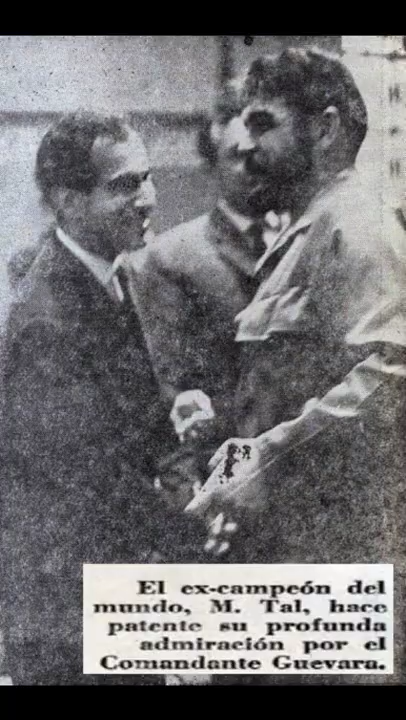 El ex-campeón del
mundo, M. Tal, hace
patente su profunda
admiración por el
Comandante Guevara.